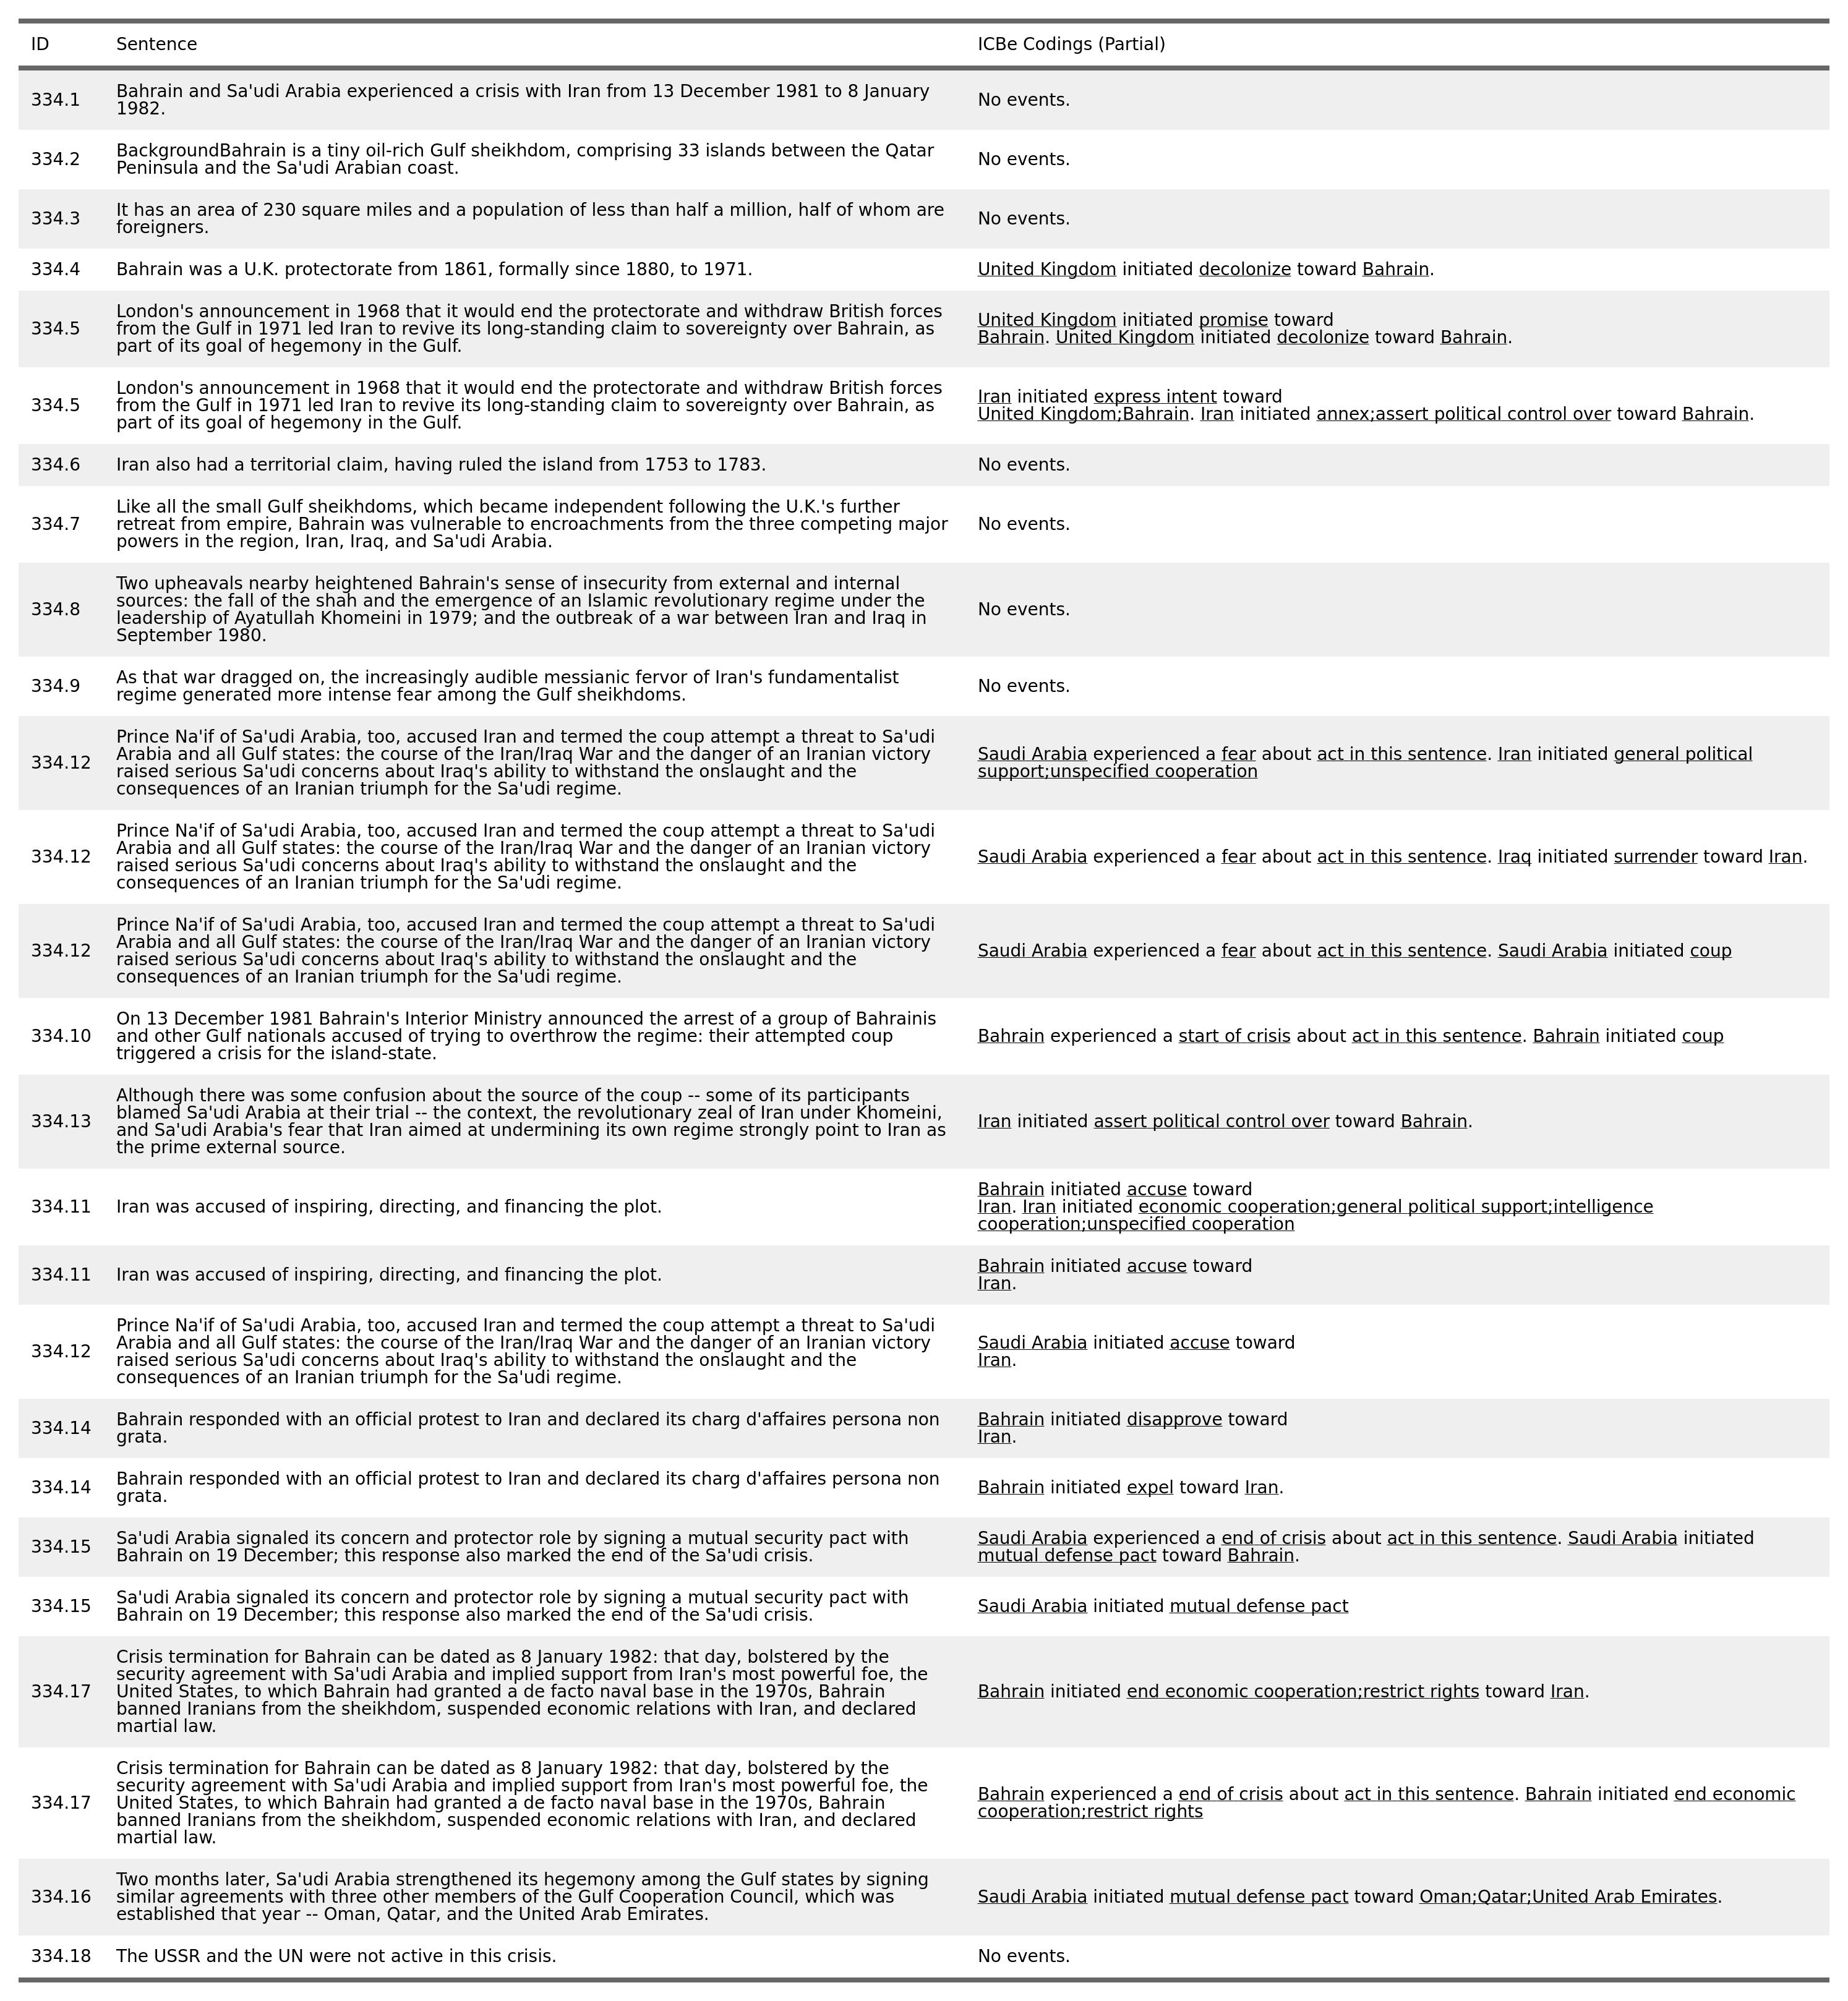 ID Sentence ICBe Codings (Partial)
334.1 Bahrain and Sa'udi Arabia experienced a crisis with Iran from 13 December 1981 to 8 January
1982. No events.
334.2 BackgroundBahrain is a tiny oil-rich Gulf sheikhdom, comprising 33 islands between the Qatar
Peninsula and the Sa'udi Arabian coast. No events.
334.3 It has an area of 230 square miles and a population of less than half a million, half of whom are
foreigners. No events.
334.4 Bahrain was a U.K. protectorate from 1861, formally since 1880, to 1971. United Kingdom initiated decolonize toward Bahrain.
334.5 London's announcement in 1968 that it would end the protectorate and withdraw British forces
from the Gulf in 1971 led Iran to revive its long-standing claim to sovereignty over Bahrain, as
part of its goal of hegemony in the Gulf.
United Kingdom initiated promise toward
Bahrain. United Kingdom initiated decolonize toward Bahrain.
334.5 London's announcement in 1968 that it would end the protectorate and withdraw British forces
from the Gulf in 1971 led Iran to revive its long-standing claim to sovereignty over Bahrain, as
part of its goal of hegemony in the Gulf.
Iran initiated express intent toward
United Kingdom;Bahrain. Iran initiated annex;assert political control over toward Bahrain.
334.6 Iran also had a territorial claim, having ruled the island from 1753 to 1783. No events.
334.7 Like all the small Gulf sheikhdoms, which became independent following the U.K.'s further
retreat from empire, Bahrain was vulnerable to encroachments from the three competing major
powers in the region, Iran, Iraq, and Sa'udi Arabia.
No events.
334.8 Two upheavals nearby heightened Bahrain's sense of insecurity from external and internal
sources: the fall of the shah and the emergence of an Islamic revolutionary regime under the
leadership of Ayatullah Khomeini in 1979; and the outbreak of a war between Iran and Iraq in
September 1980.
No events.
334.9 As that war dragged on, the increasingly audible messianic fervor of Iran's fundamentalist
regime generated more intense fear among the Gulf sheikhdoms.
No events.
334.12 Prince Na'if of Sa'udi Arabia, too, accused Iran and termed the coup attempt a threat to Sa'udi
Arabia and all Gulf states: the course of the Iran/Iraq War and the danger of an Iranian victory
raised serious Sa'udi concerns about Iraq's ability to withstand the onslaught and the
consequences of an Iranian triumph for the Sa'udi regime.
Saudi Arabia experienced a fear about act in this sentence. Iran initiated general political
support;unspecified cooperation
334.12 Prince Na'if of Sa'udi Arabia, too, accused Iran and termed the coup attempt a threat to Sa'udi
Arabia and all Gulf states: the course of the Iran/Iraq War and the danger of an Iranian victory
raised serious Sa'udi concerns about Iraq's ability to withstand the onslaught and the
consequences of an Iranian triumph for the Sa'udi regime.
Saudi Arabia experienced a fear about act in this sentence. Iraq initiated surrender toward Iran.
334.12 Prince Na'if of Sa'udi Arabia, too, accused Iran and termed the coup attempt a threat to Sa'udi
Arabia and all Gulf states: the course of the Iran/Iraq War and the danger of an Iranian victory
raised serious Sa'udi concerns about Iraq's ability to withstand the onslaught and the
consequences of an Iranian triumph for the Sa'udi regime.
Saudi Arabia experienced a fear about act in this sentence. Saudi Arabia initiated coup
334.10 On 13 December 1981 Bahrain's Interior Ministry announced the arrest of a group of Bahrainis
and other Gulf nationals accused of trying to overthrow the regime: their attempted coup
triggered a crisis for the island-state.
Bahrain experienced a start of crisis about act in this sentence. Bahrain initiated coup
334.13 Although there was some confusion about the source of the coup -- some of its participants
blamed Sa'udi Arabia at their trial -- the context, the revolutionary zeal of Iran under Khomeini,
and Sa'udi Arabia's fear that Iran aimed at undermining its own regime strongly point to Iran as
the prime external source.
Iran initiated assert political control over toward Bahrain.
334.11 Iran was accused of inspiring, directing, and financing the plot.
Bahrain initiated accuse toward
Iran. Iran initiated economic cooperation;general political support;intelligence
cooperation;unspecified cooperation
334.11 Iran was accused of inspiring, directing, and financing the plot.
Bahrain initiated accuse toward
Iran.
334.12 Prince Na'if of Sa'udi Arabia, too, accused Iran and termed the coup attempt a threat to Sa'udi
Arabia and all Gulf states: the course of the Iran/Iraq War and the danger of an Iranian victory
raised serious Sa'udi concerns about Iraq's ability to withstand the onslaught and the
consequences of an Iranian triumph for the Sa'udi regime.
Saudi Arabia initiated accuse toward
Iran.
334.14 Bahrain responded with an official protest to Iran and declared its charg d'affaires persona non
grata.
Bahrain initiated disapprove toward
Iran.
334.14 Bahrain responded with an official protest to Iran and declared its charg d'affaires persona non
grata.
Bahrain initiated expel toward Iran.
334.15 Sa'udi Arabia signaled its concern and protector role by signing a mutual security pact with
Bahrain on 19 December; this response also marked the end of the Sa'udi crisis.
Saudi Arabia experienced a end of crisis about act in this sentence. Saudi Arabia initiated
mutual defense pact toward Bahrain.
334.15 Sa'udi Arabia signaled its concern and protector role by signing a mutual security pact with
Bahrain on 19 December; this response also marked the end of the Sa'udi crisis.
Saudi Arabia initiated mutual defense pact
334.17 Crisis termination for Bahrain can be dated as 8 January 1982: that day, bolstered by the
security agreement with Sa'udi Arabia and implied support from Iran's most powerful foe, the
United States, to which Bahrain had granted a de facto naval base in the 1970s, Bahrain
banned Iranians from the sheikhdom, suspended economic relations with Iran, and declared
martial law.
Bahrain initiated end economic cooperation;restrict rights toward Iran.
334.17 Crisis termination for Bahrain can be dated as 8 January 1982: that day, bolstered by the
security agreement with Sa'udi Arabia and implied support from Iran's most powerful foe, the
United States, to which Bahrain had granted a de facto naval base in the 1970s, Bahrain
banned Iranians from the sheikhdom, suspended economic relations with Iran, and declared
martial law.
Bahrain experienced a end of crisis about act in this sentence. Bahrain initiated end economic
cooperation;restrict rights
334.16 Two months later, Sa'udi Arabia strengthened its hegemony among the Gulf states by signing
similar agreements with three other members of the Gulf Cooperation Council, which was
established that year -- Oman, Qatar, and the United Arab Emirates.
Saudi Arabia initiated mutual defense pact toward Oman;Qatar;United Arab Emirates.
334.18 The USSR and the UN were not active in this crisis. No events.